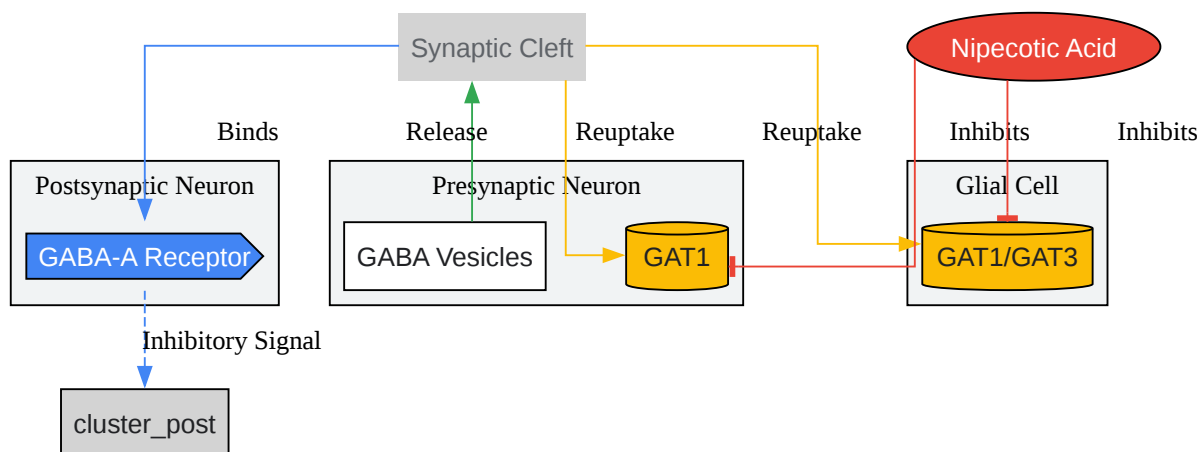 Synaptic Cleft
Nipecotic Acid
Binds
Release
Reuptake
Reuptake
Inhibits
Inhibits
Postsynaptic Neuron
Presynaptic Neuron
Glial Cell
GABA-A Receptor
GABA Vesicles
GAT1
GAT1/GAT3
Inhibitory Signal
cluster_post